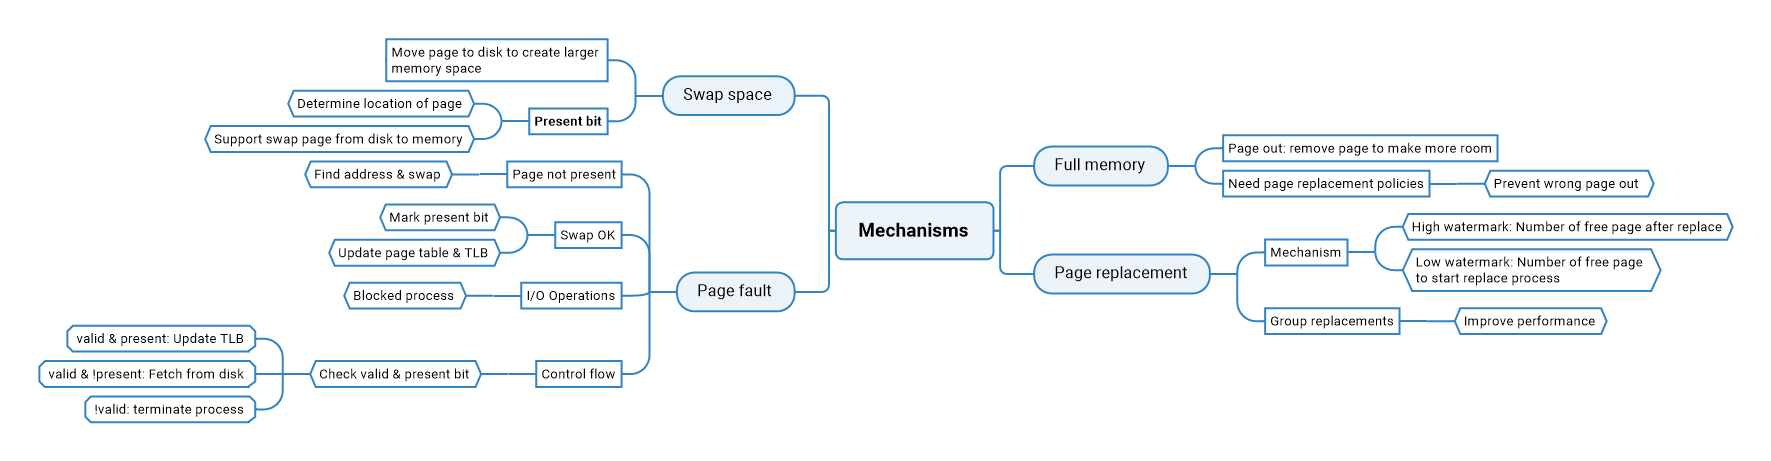 Mechanisms
Swap space
Move page to disk to create larger
memory space
Present bit
Determine location of page
Support swap page from disk to memory
Page fault
Page not present
Find address & swap
Swap OK
Mark present bit
Update page table & TLB
I/O Operations
Blocked process
Control flow
Check valid & present bit
valid & present: Update TLB
valid & !present: Fetch from disk
!valid: terminate process
Full memory
Page out: remove page to make more room
Need page replacement policies
Prevent wrong page out
Page replacement
Mechanism
High watermark: Number of free page after replace
Low watermark: Number of free page
to start replace process
Group replacements
Improve performance